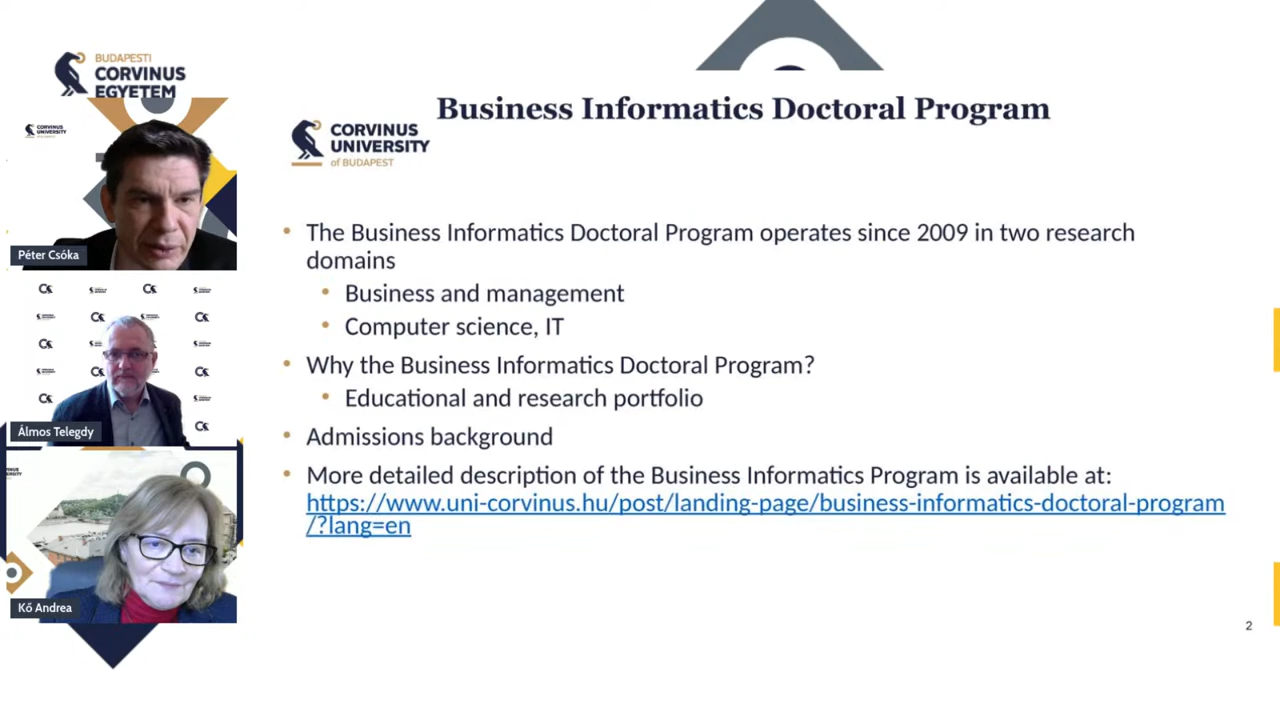 BUDAPESTI
CORVINUS
EGYETEM
CORVINUS
UNIVERSITY
Péter Csóka
Álmos Telegdy
Kő Andrea
Business Informatics Doctoral Program
CORVINUS
UNIVERSITY
of BUDAPEST
• The Business Informatics Doctoral Program operates since 2009 in two research
domains
• Business and management
• Computer science, IT
• Why the Business Informatics Doctoral Program?
• Educational and research portfolio
• Admissions background
• More detailed description of the Business Informatics Program is available at:
https://www.uni-corvinus.hu/post/landing-page/business-informatics-doctoral-program
/?lang=en
2